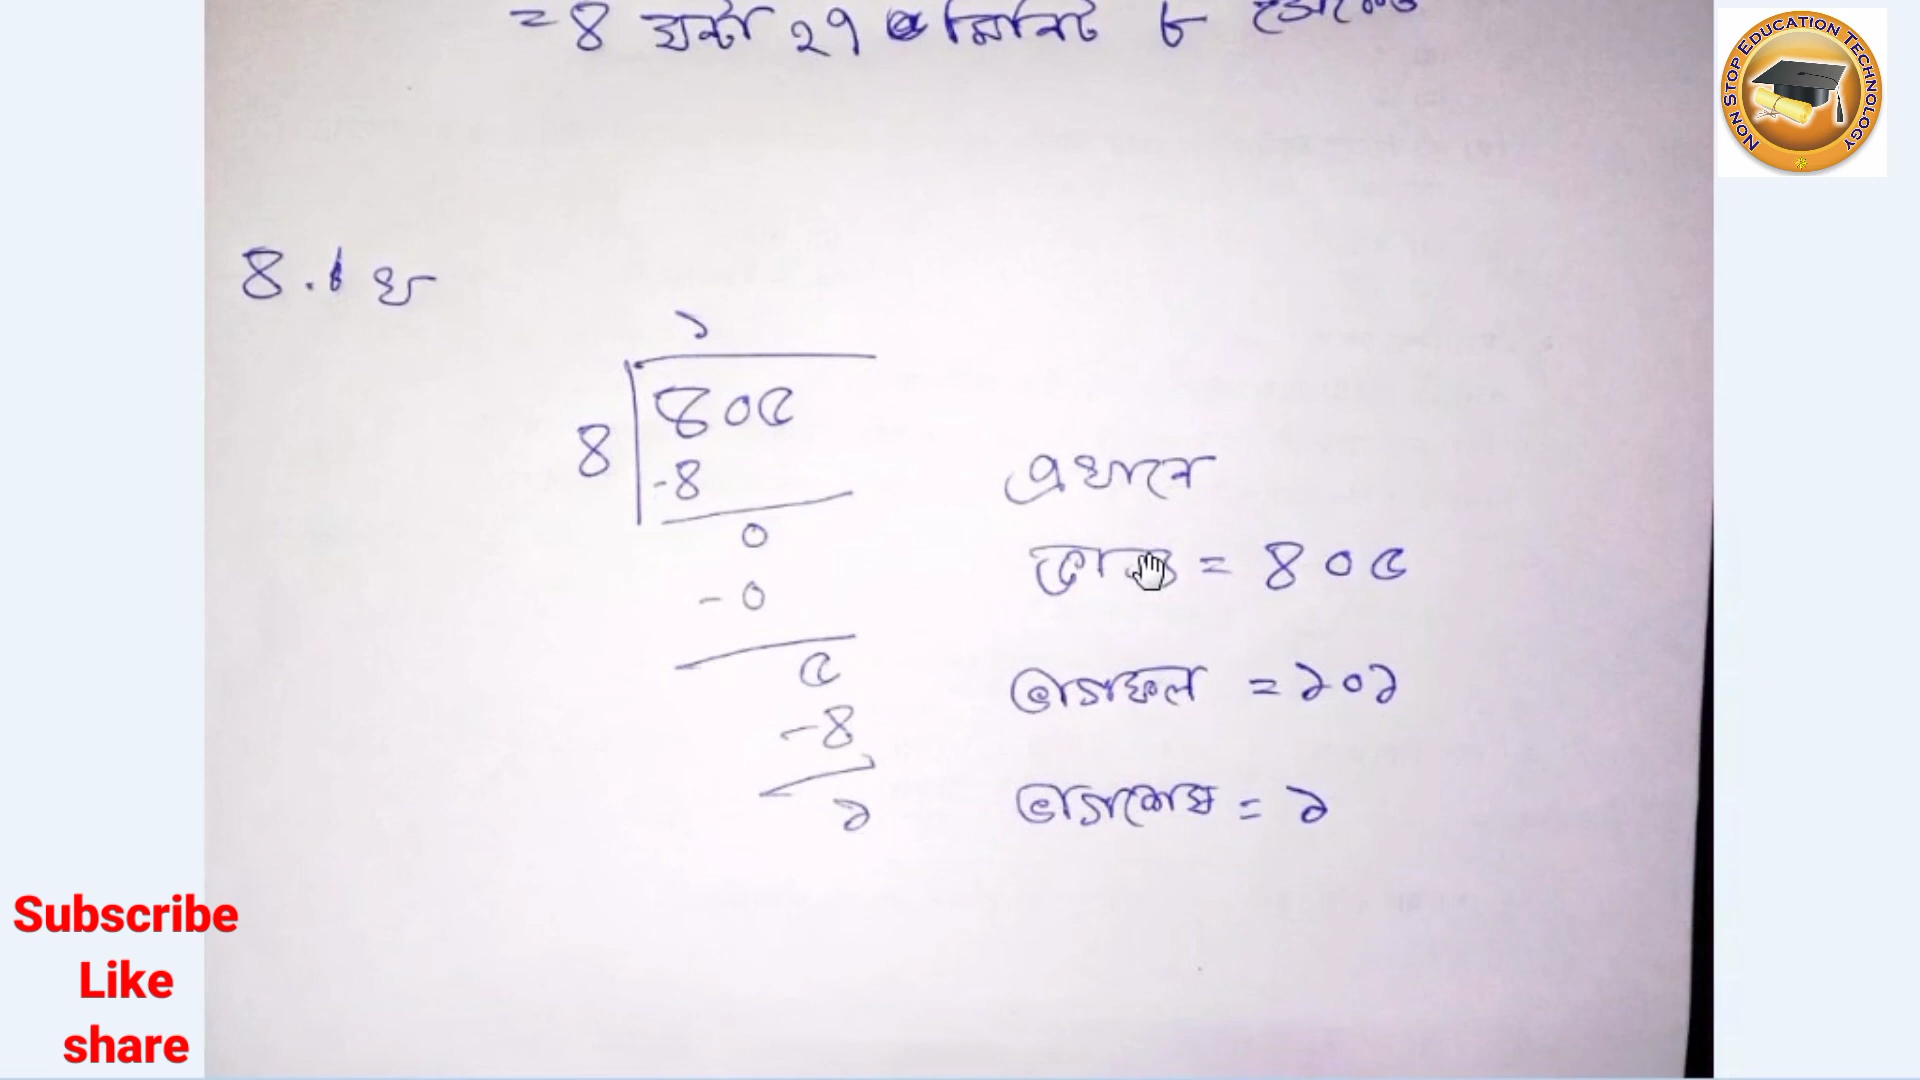 = ৪ ঘন্টা ২৭ মিনিট ৮ সেকেন্ড
NON STOP EDUCATION TECHNOLOGY
৪. খ
১
৪০৫
৪
-৪
০
এখানে
-০
= ৪০৫
৫
ভাগফল = ১০১
-৪
ভাগশেষ = ১
১
Subscribe
Like
share